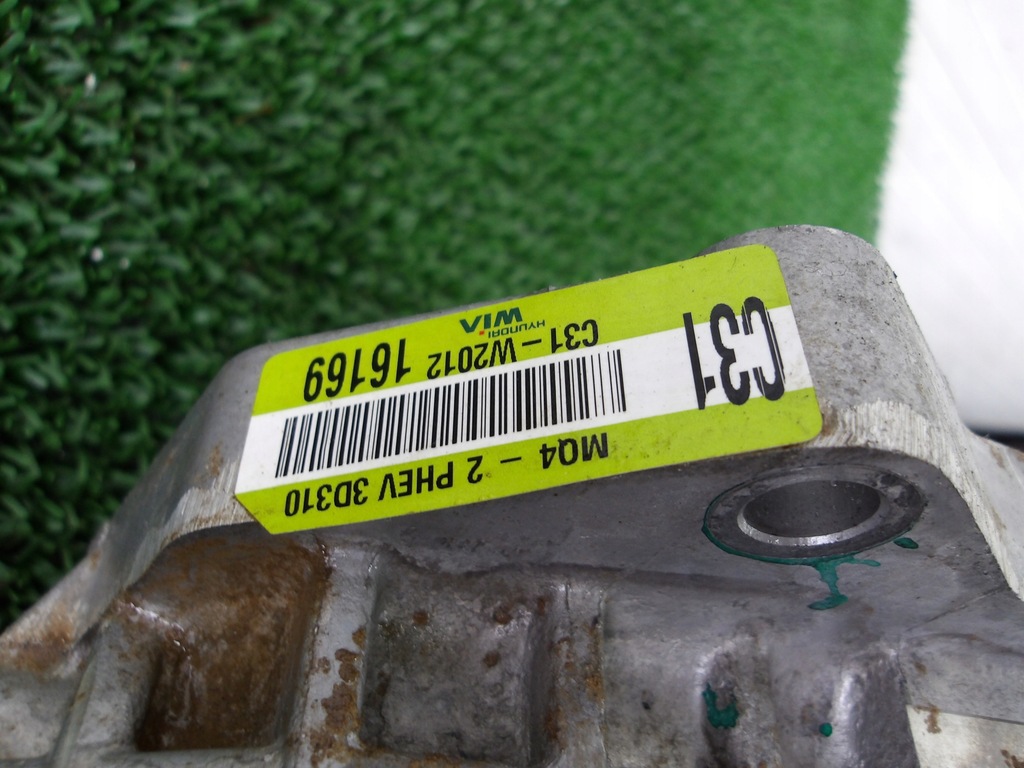 MQ4 - 2 PHEV 3D310
C31
C31-W2012 16169
HYUNDAI
WIA